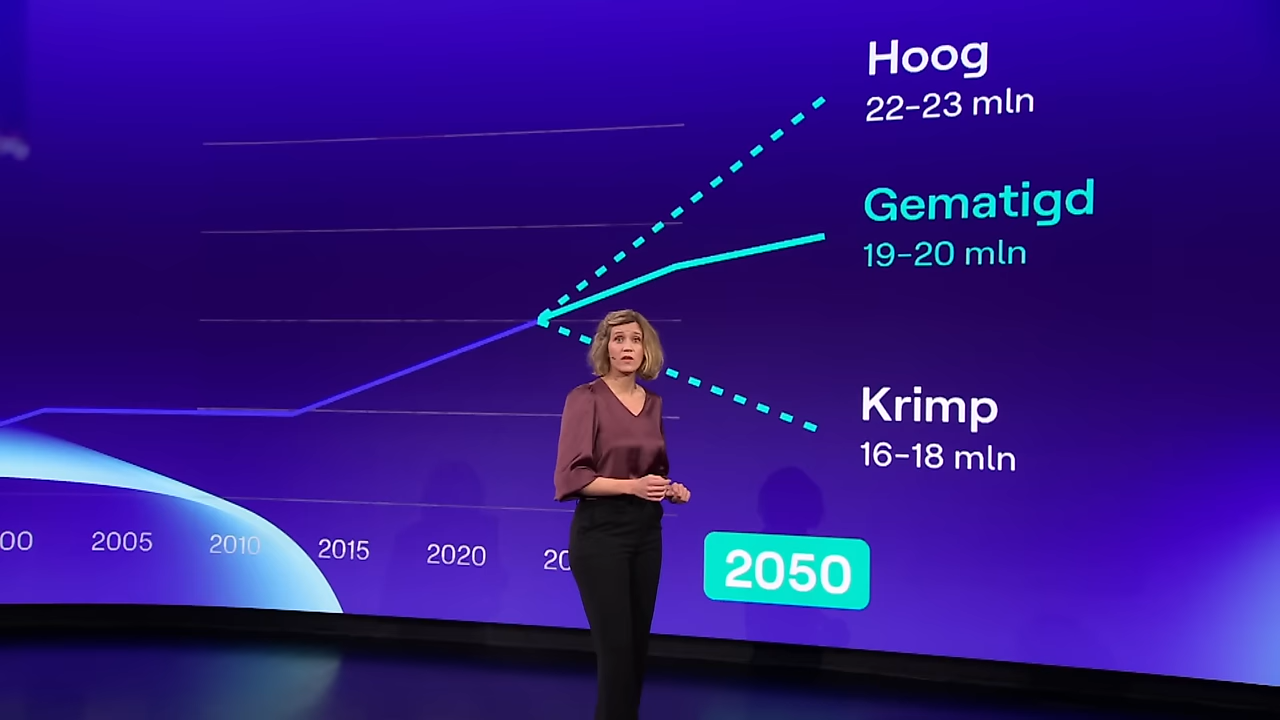 Hoog
22-23 mln
Gematigd
19-20 mln
Krimp
16-18 mln
2005
2010
2015
2020
2050